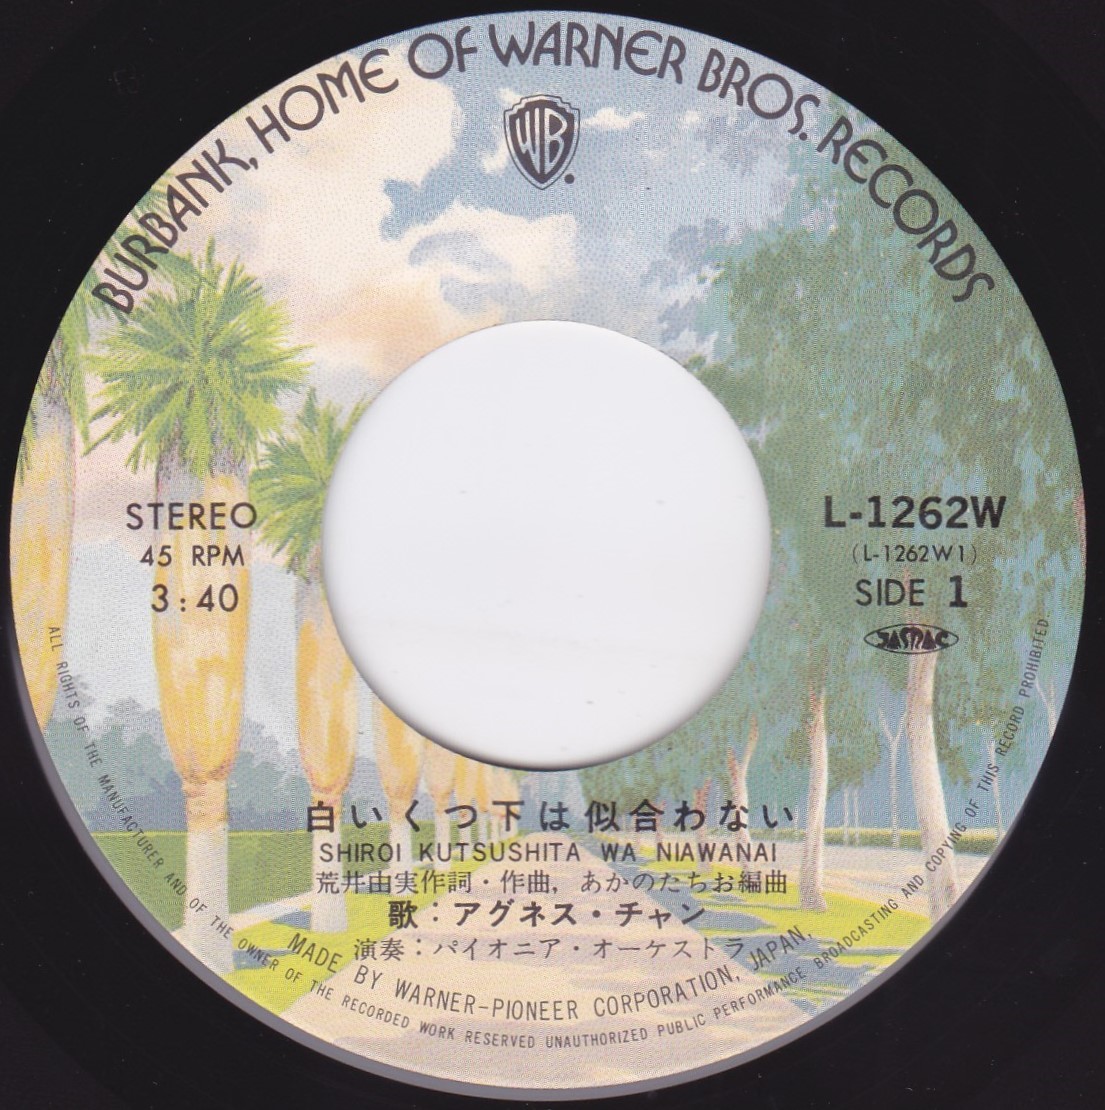 BURBANK, HOME OF WARNER BROS. RECORDS
WB
STEREO
45 RPM
3:40
L-1262W
(L-1262W1)
SIDE 1
JASRAC
白いくつ下は似合わない
SHIROI KUTSUSHITA WA NIAWANAI
荒井由実作詞・作曲, あかのたちお編曲
歌：アグネス・チャン
演奏：パイオニア・オーケストラ
MADE BY WARNER-PIONEER CORPORATION, JAPAN.
ALL RIGHTS OF THE MANUFACTURER AND OF THE OWNER OF THE RECORDED WORK RESERVED UNAUTHORIZED PUBLIC PERFORMANCE BROADCASTING AND COPYING OF THIS RECORD PROHIBITED